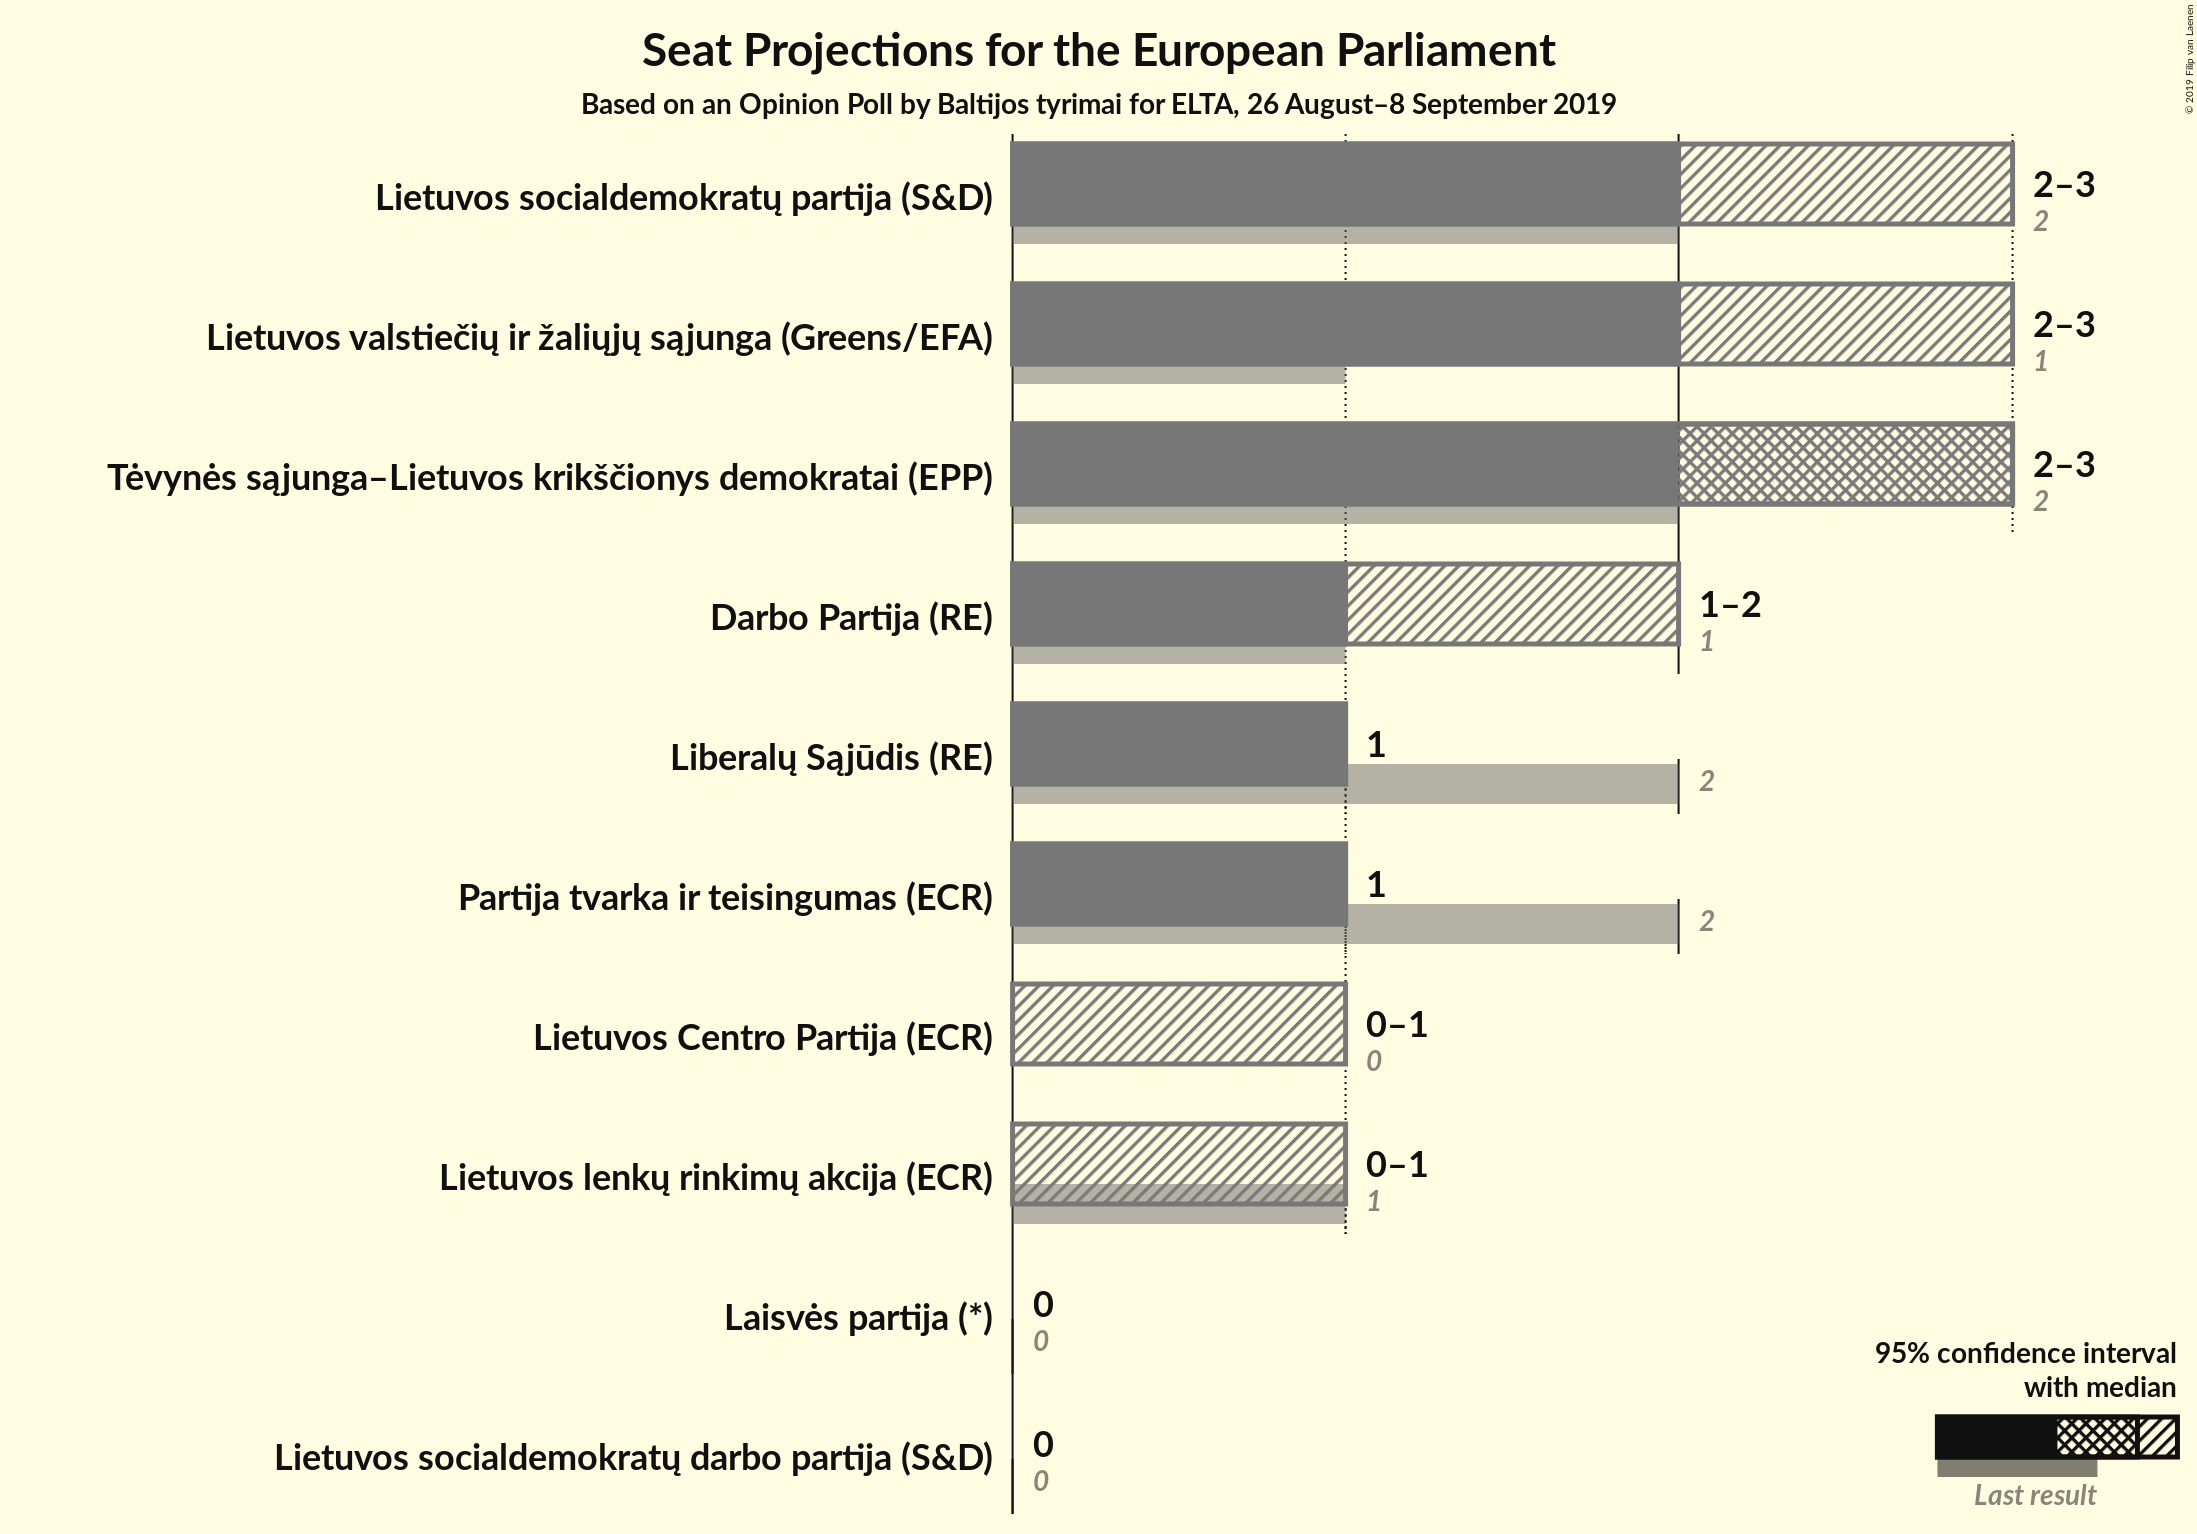 Seat Projections for the European Parliament
Based on an Opinion Poll by Baltijos tyrimai for ELTA, 26 August–8 September 2019
© 2019 Filip van Laenen
Lietuvos socialdemokratų partija (S&D)
2–3
2
Lietuvos valstiečių ir žaliųjų sąjunga (Greens/EFA)
2–3
1
Tėvynės sąjunga–Lietuvos krikščionys demokratai (EPP)
2–3
2
Darbo Partija (RE)
1–2
1
Liberalų Sąjūdis (RE)
1
2
Partija tvarka ir teisingumas (ECR)
1
2
Lietuvos Centro Partija (ECR)
0–1
0
Lietuvos lenkų rinkimų akcija (ECR)
0–1
1
Laisvės partija (*)
0
0
Lietuvos socialdemokratų darbo partija (S&D)
0
0
95% confidence interval
with median
Last result